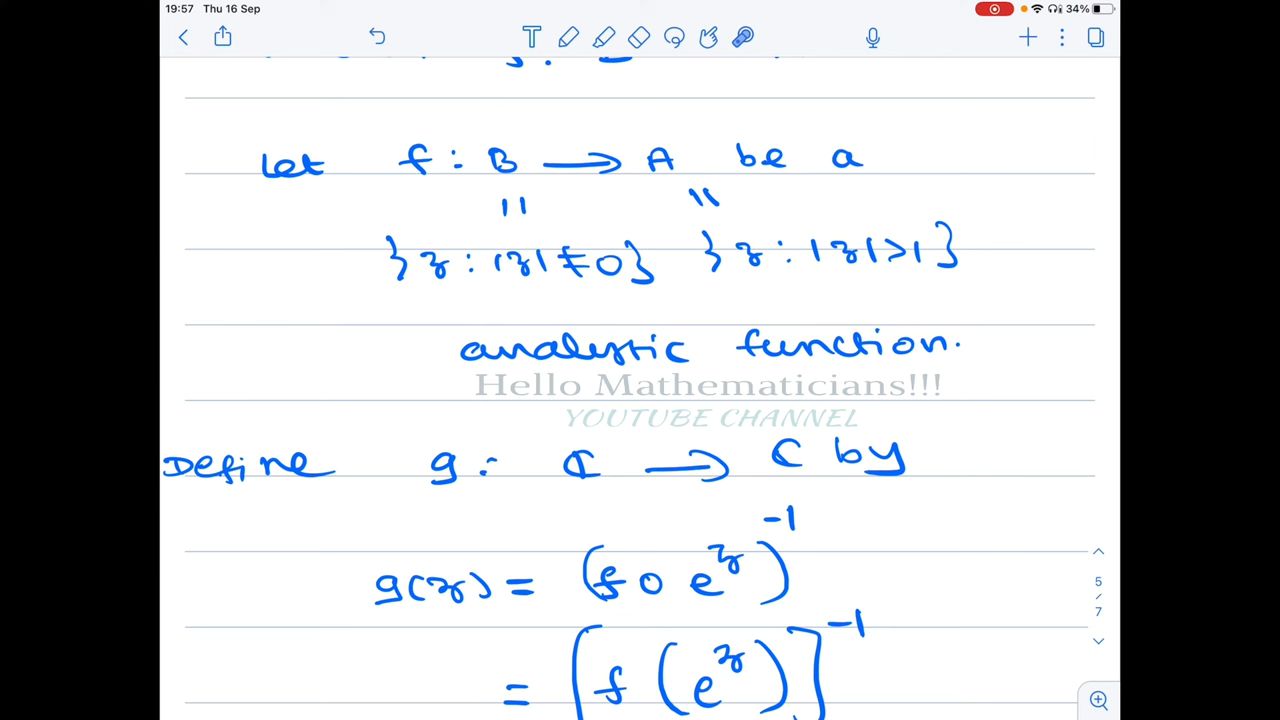 19:57 Thu 16 Sep 34%
Let f : B ⟶ A be a
|| ||
}z : |z| ≠ 0} }z : |z| > 1}
analytic function.
Hello Mathematicians!!!
YOUTUBE CHANNEL
Define g : ℂ ⟶ ℂ by
g(z) = (f o e^z)^-1
5
/
7
= [f (e^z)]^-1